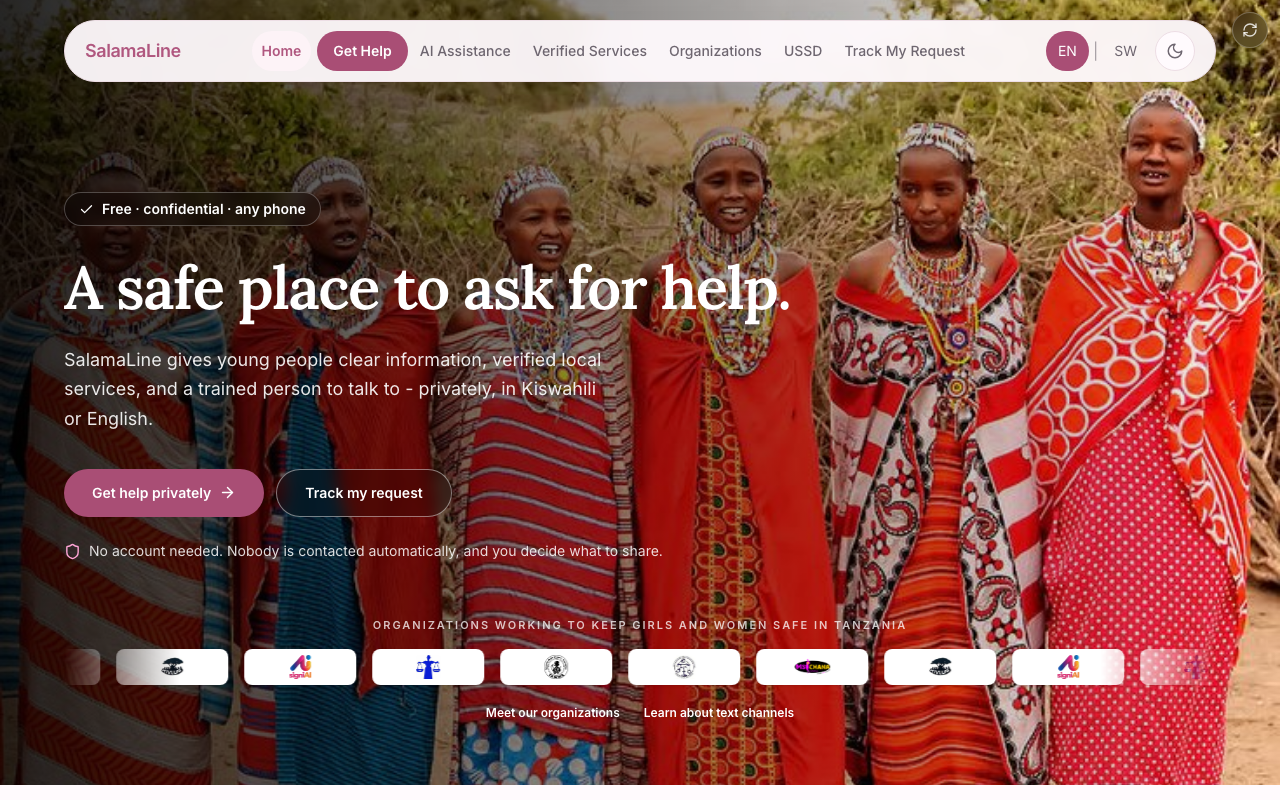 SalamaLine
Home
Get Help
AI Assistance
Verified Services
Organizations
USSD
Track My Request
EN
SW
Free · confidential · any phone
A safe place to ask for help.
SalamaLine gives young people clear information, verified local
services, and a trained person to talk to - privately, in Kiswahili
or English.
Get help privately
Track my request
No account needed. Nobody is contacted automatically, and you decide what to share.
ORGANIZATIONS WORKING TO KEEP GIRLS AND WOMEN SAFE IN TANZANIA
signiAI
signiAI
Meet our organizations
Learn about text channels